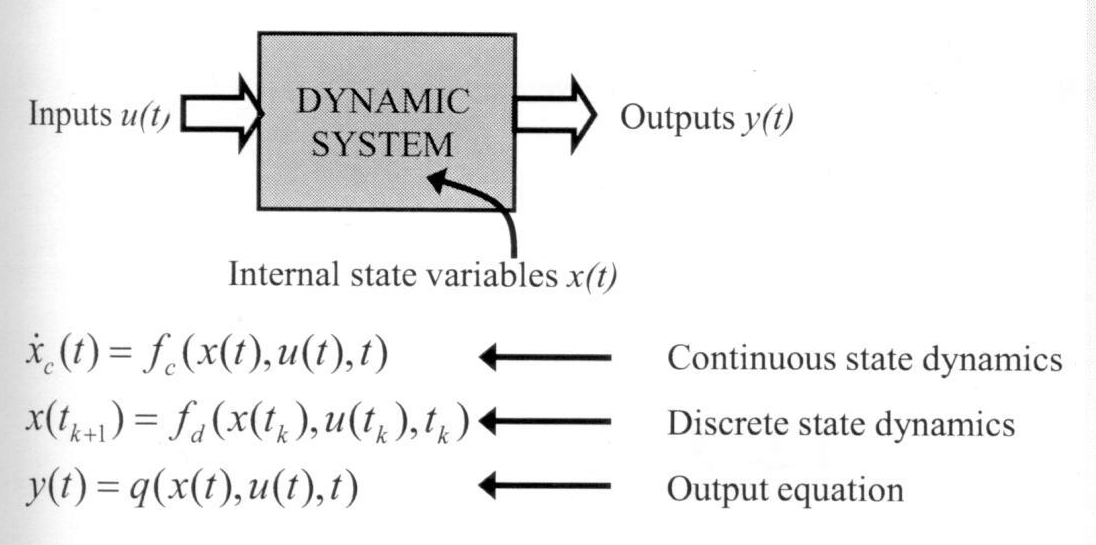 Inputs u(t)
DYNAMIC
SYSTEM
Outputs y(t)
Internal state variables x(t)
ẋ_c(t) = f_c(x(t),u(t),t) Continuous state dynamics
x(t_{k+1}) = f_d(x(t_k),u(t_k),t_k) Discrete state dynamics
y(t) = q(x(t),u(t),t) Output equation